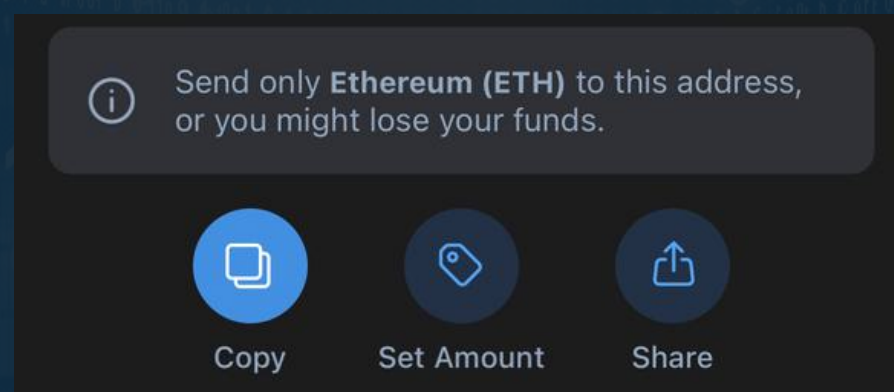 Send only Ethereum (ETH) to this address,
or you might lose your funds.
Copy
Set Amount
Share